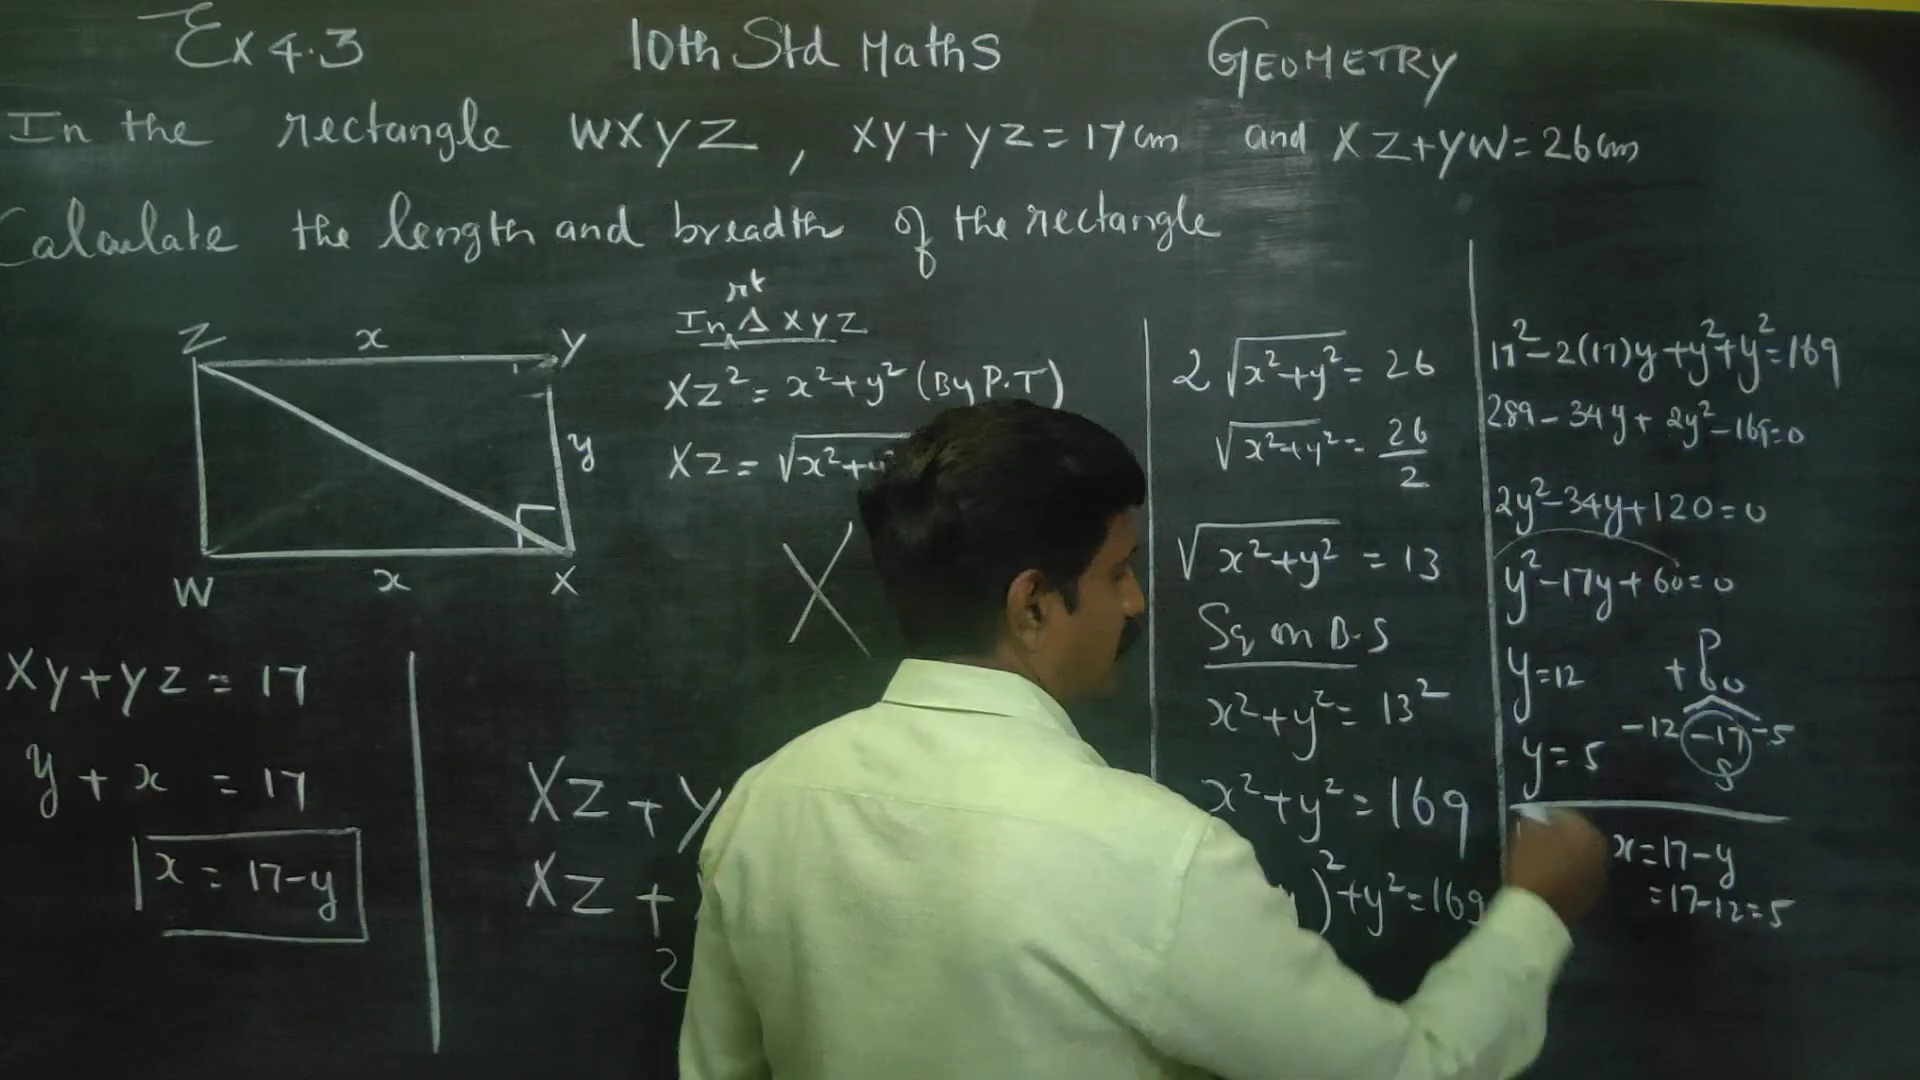 Ex 4.3 10th Std Maths GEOMETRY
In the rectangle WXYZ, XY+YZ=17cm and XZ+YW=26cm
Calculate the length and breadth of the rectangle
Z x Y
y
W x X
XY+YZ=17
y+x=17
x=17-y
rt
In Δ XYZ
XZ²=x²+y² (By P.T)
XZ=√x²+y
X
XZ+Y
XZ+
2
2√x²+y²=26
√x²+y²=26/2
√x²+y²=13
Sq on B.S
x²+y²=13²
x²+y²=169
)²+y²=169
17²-2(17)y+y²+y²=169
289-34y+2y²-169=0
2y²-34y+120=0
y²-17y+60=0
y=12
y=5
P
+60
-12 -17 -5
S
x=17-y
=17-12=5